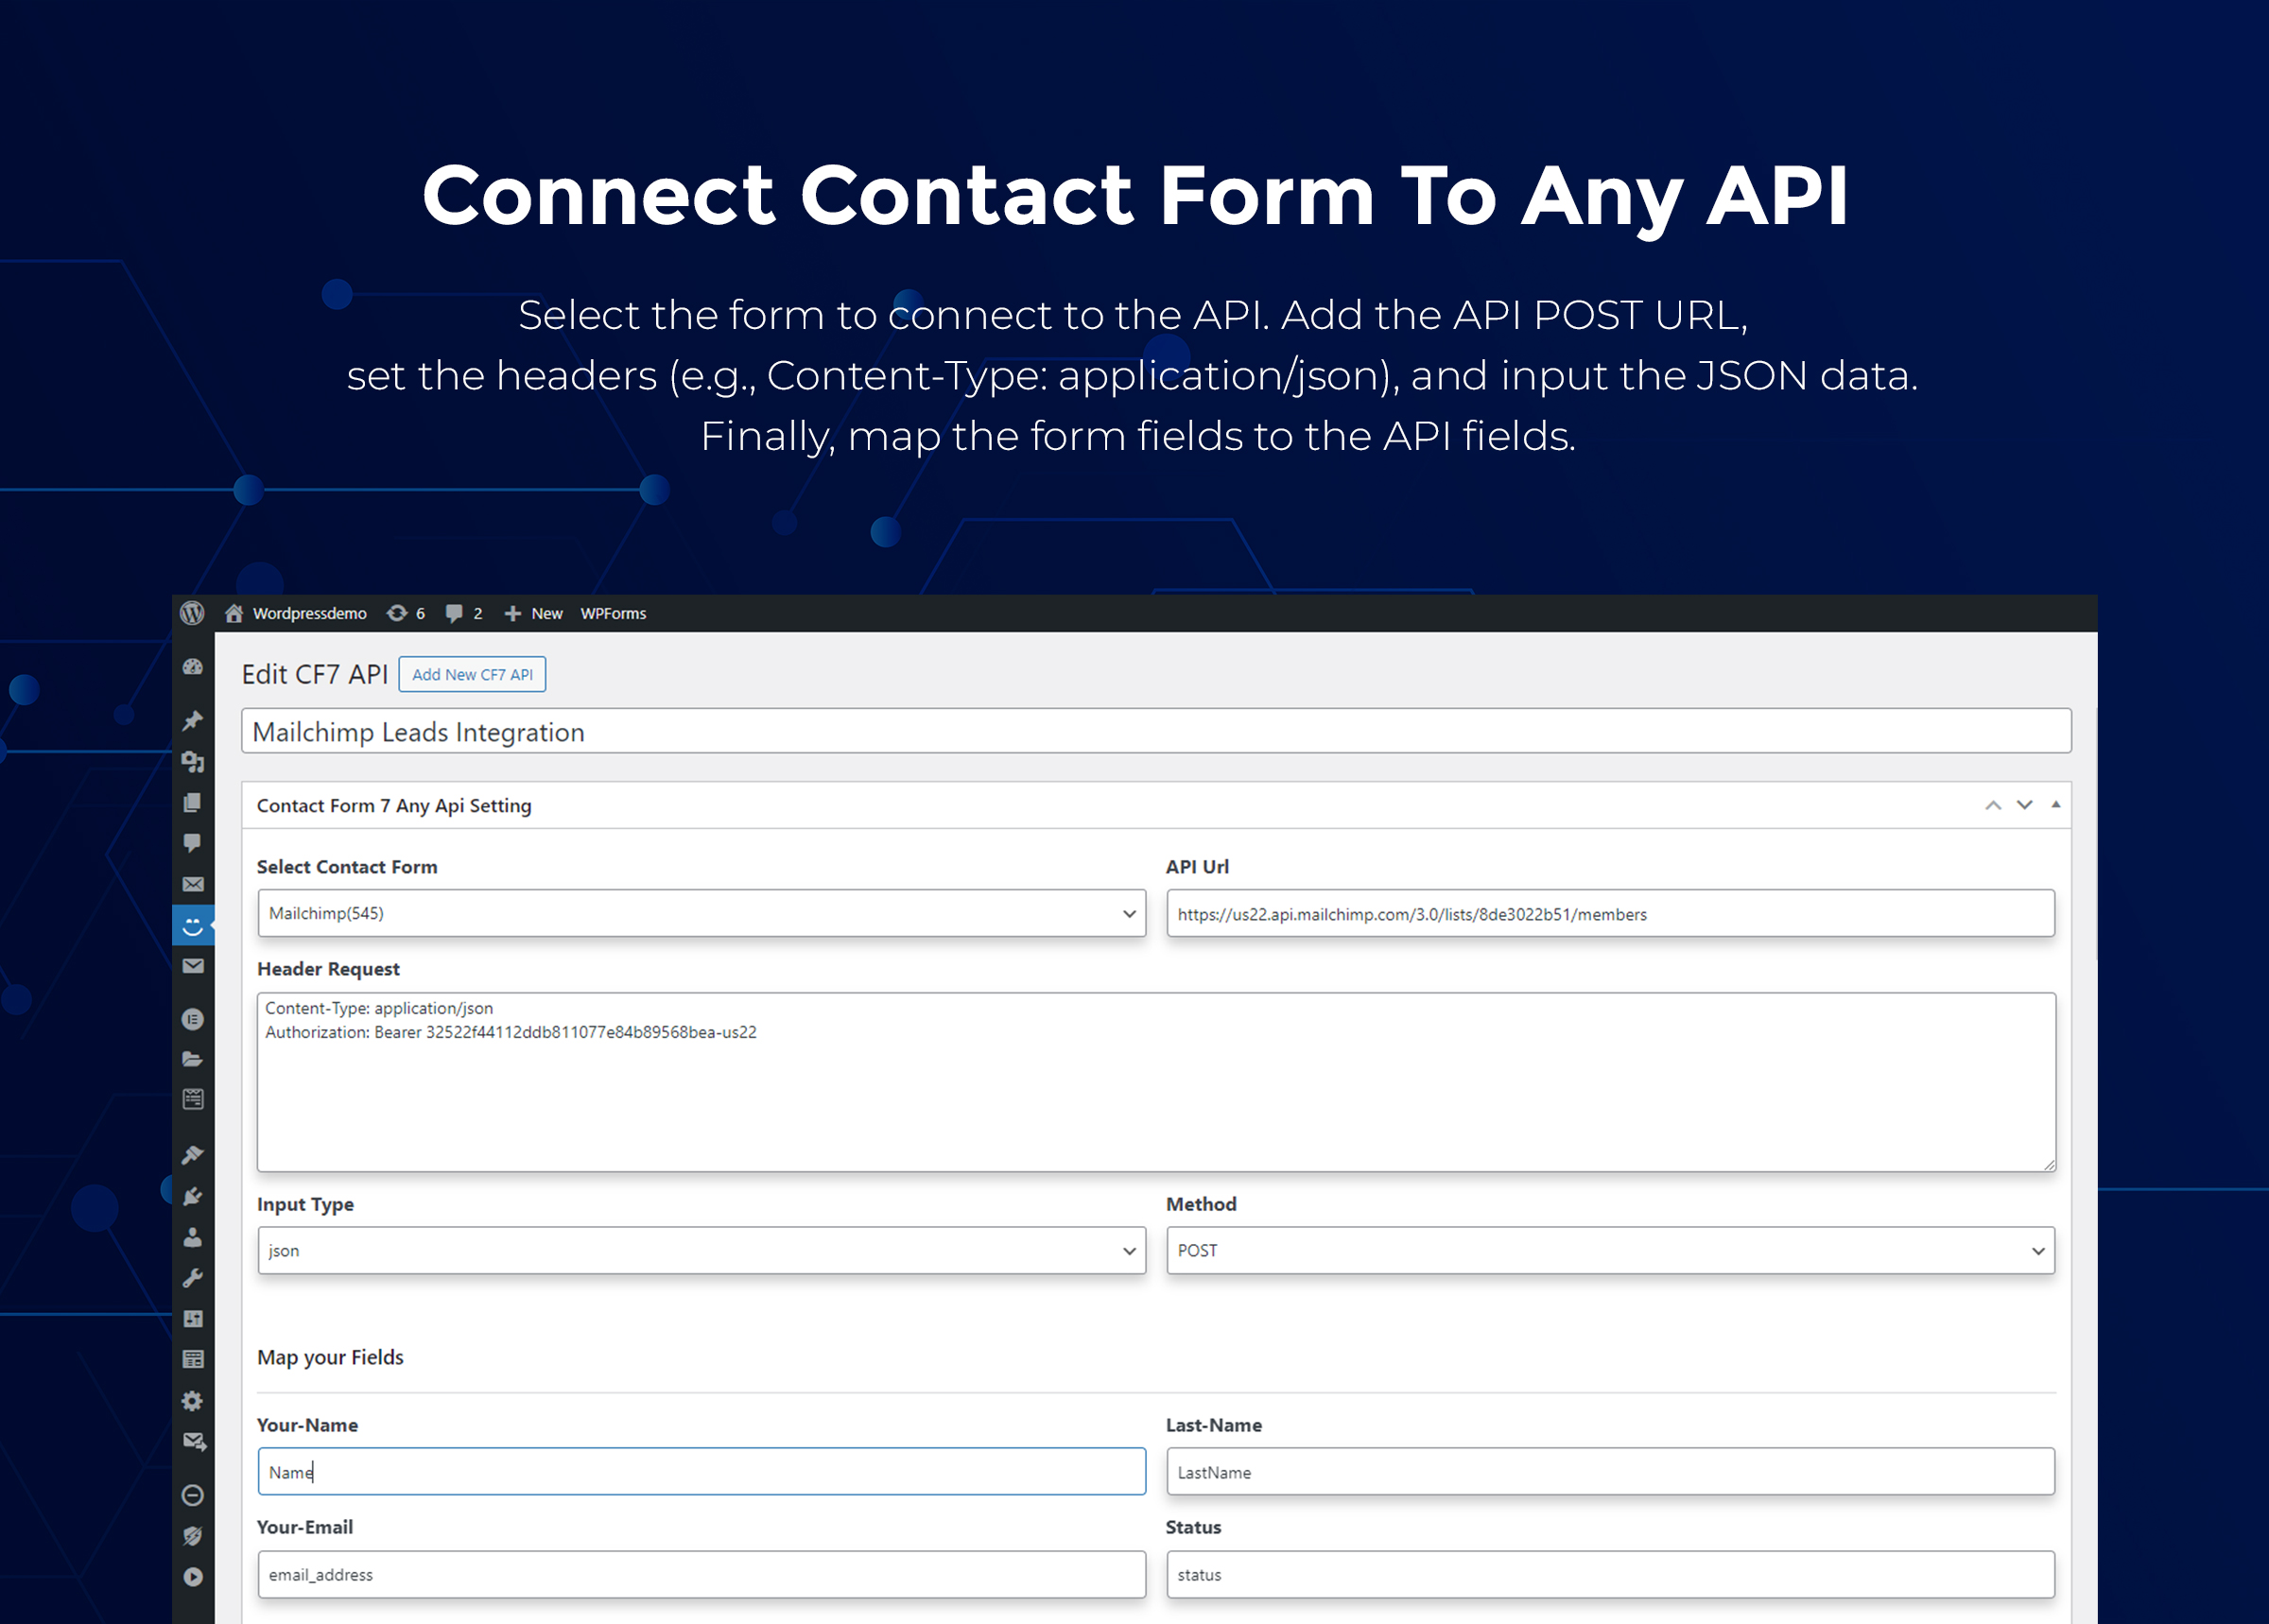 Connect Contact Form To Any API
Select the form to connect to the API. Add the API POST URL,
set the headers (e.g., Content-Type: application/json), and input the JSON data.
Finally, map the form fields to the API fields.
Wordpressdemo 6 2 New WPForms
Edit CF7 API Add New CF7 API
Mailchimp Leads Integration
Contact Form 7 Any Api Setting
Select Contact Form API Url
Mailchimp(545) https://us22.api.mailchimp.com/3.0/lists/8de3022b51/members
Header Request
Content-Type: application/json
Authorization: Bearer 32522f44112ddb811077e84b89568bea-us22
Input Type Method
json POST
Map your Fields
Your-Name Last-Name
Name LastName
Your-Email Status
email_address status